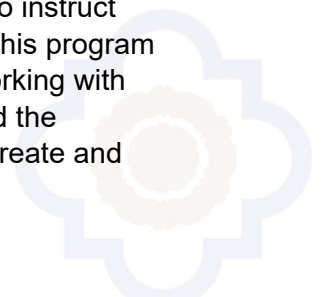 o instruct
his program
orking with
d the
reate and